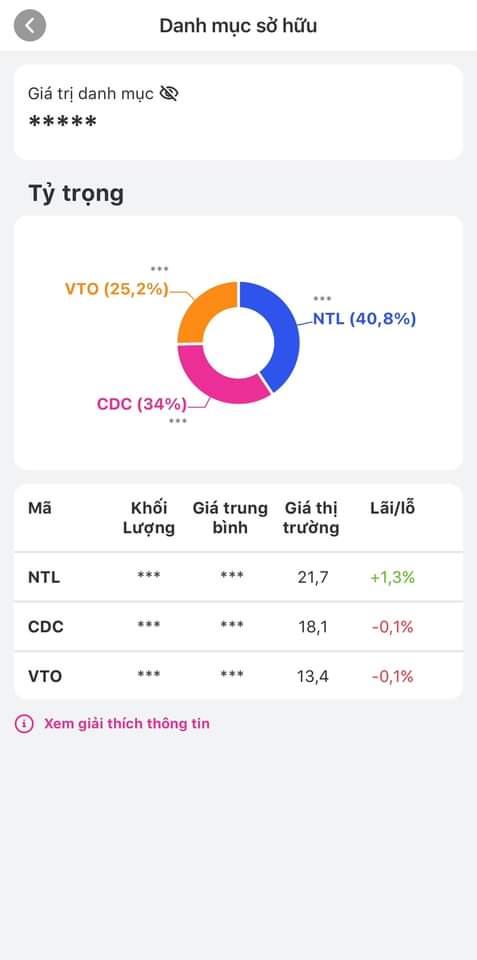 Danh mục sở hữu
Giá trị danh mục
*****
Tỷ trọng
***
VTO (25,2%)
***
NTL (40,8%)
CDC (34%)
***
Mã Khối Lượng Giá trung bình Giá thị trường Lãi/lỗ
NTL *** *** 21,7 +1,3%
CDC *** *** 18,1 -0,1%
VTO *** *** 13,4 -0,1%
Xem giải thích thông tin